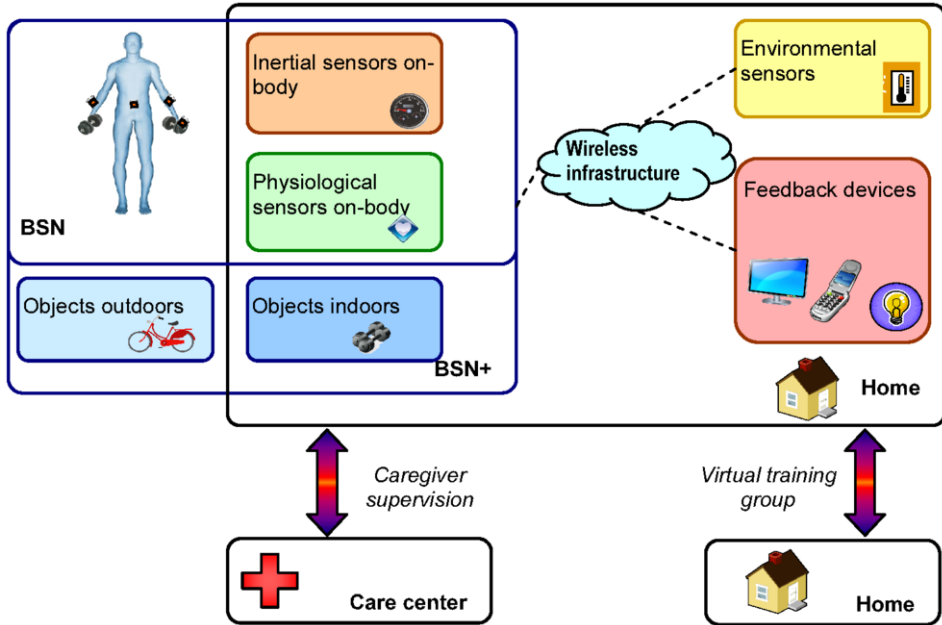 Inertial sensors on-
body
Environmental
sensors
Wireless
infrastructure
Physiological
sensors on-body
Feedback devices
BSN
Objects outdoors
Objects indoors
BSN+
Home
Caregiver
supervision
Virtual training
group
Care center
Home